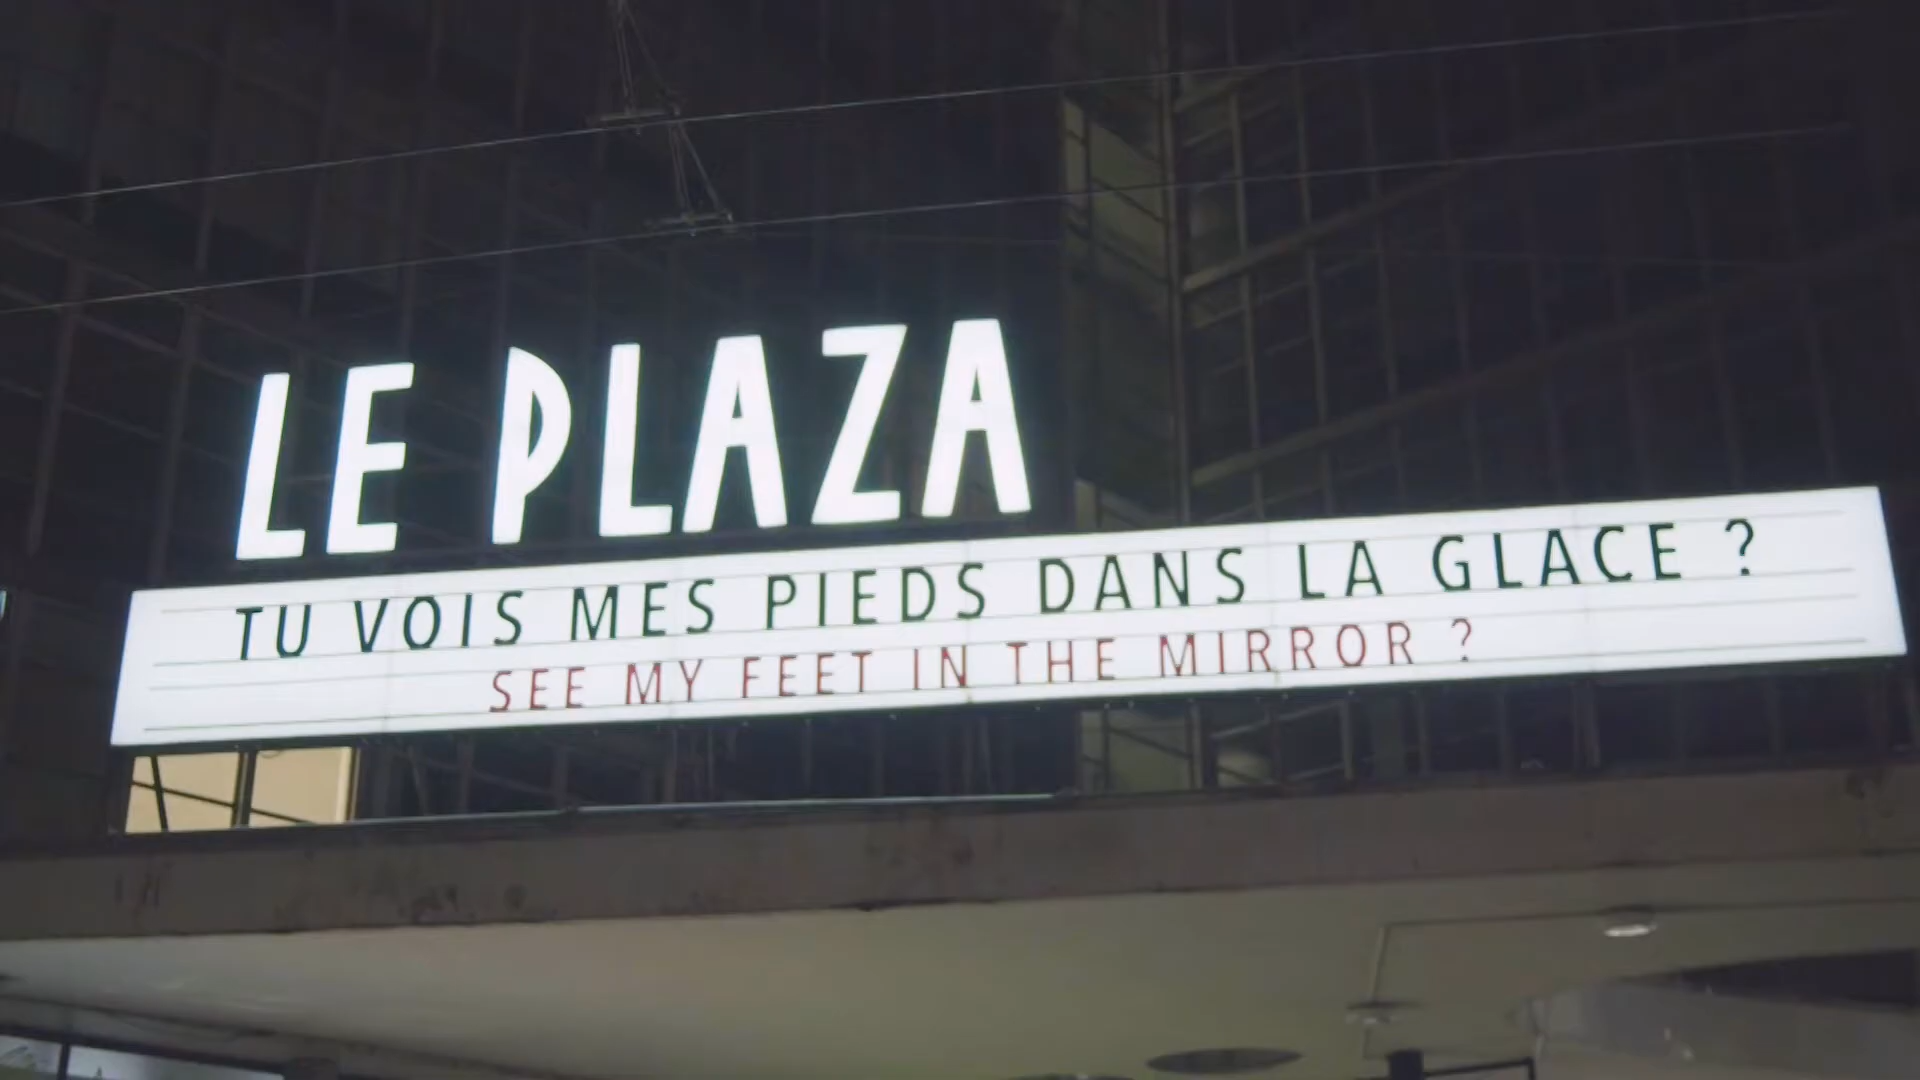 LE PLAZA
TU VOIS MES PIEDS DANS LA GLACE ?
SEE MY FEET IN THE MIRROR ?